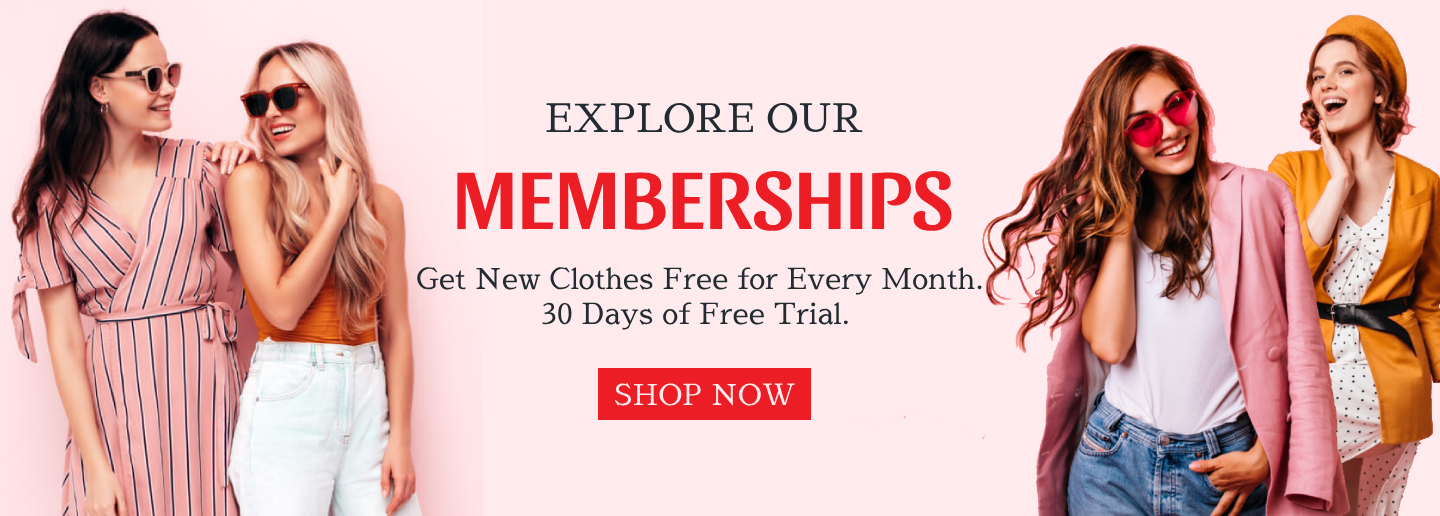 EXPLORE OUR
MEMBERSHIPS
Get New Clothes Free for Every Month.
30 Days of Free Trial.
SHOP NOW